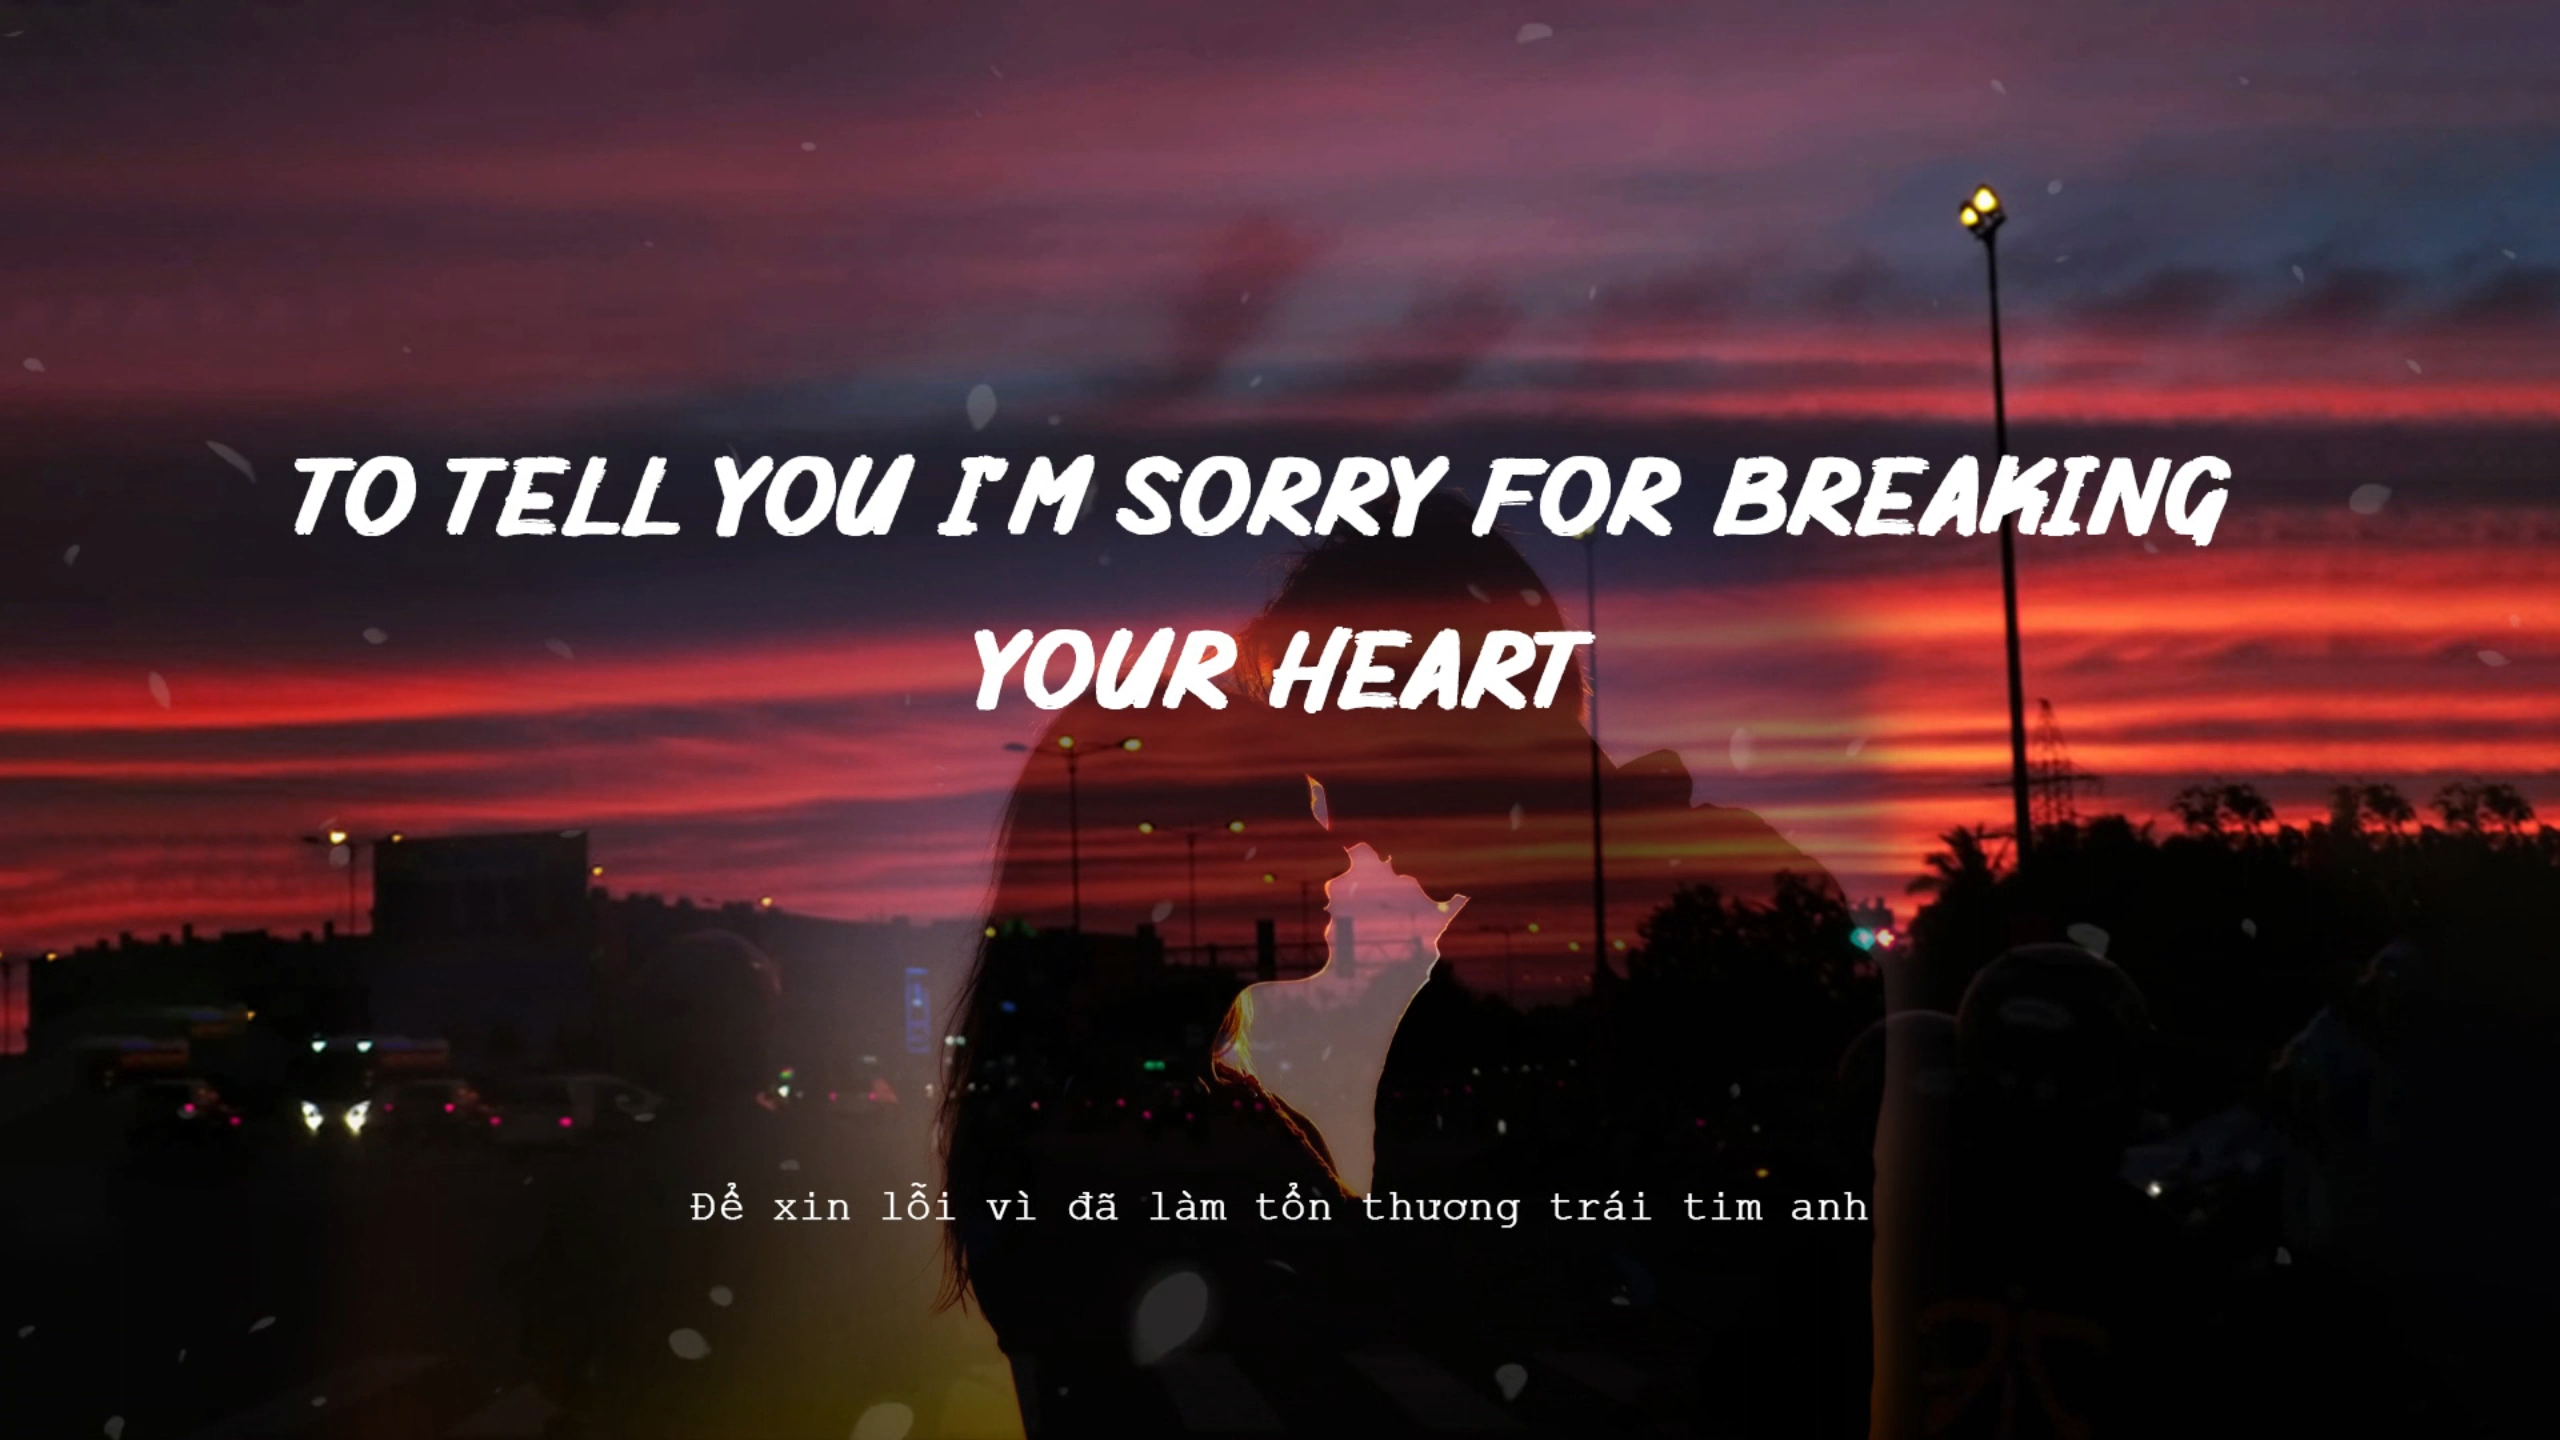 TO TELL YOU I'M SORRY FOR BREAKING
YOUR HEART
Để xin lỗi vì đã làm tổn thương trái tim anh